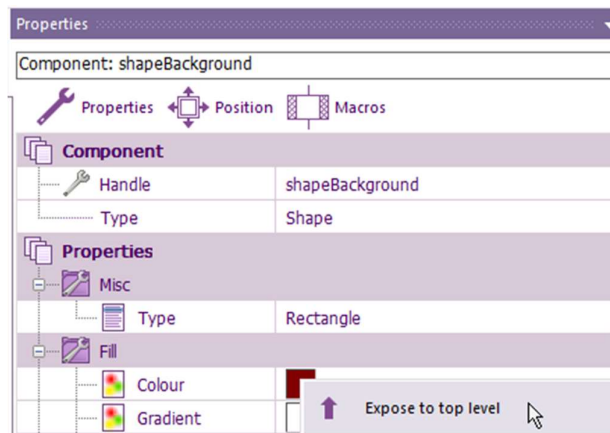 Properties
Component: shapeBackground
Properties Position Macros
Component
Handle shapeBackground
Type Shape
Properties
Misc
Type Rectangle
Fill
Colour
Expose to top level
Gradient